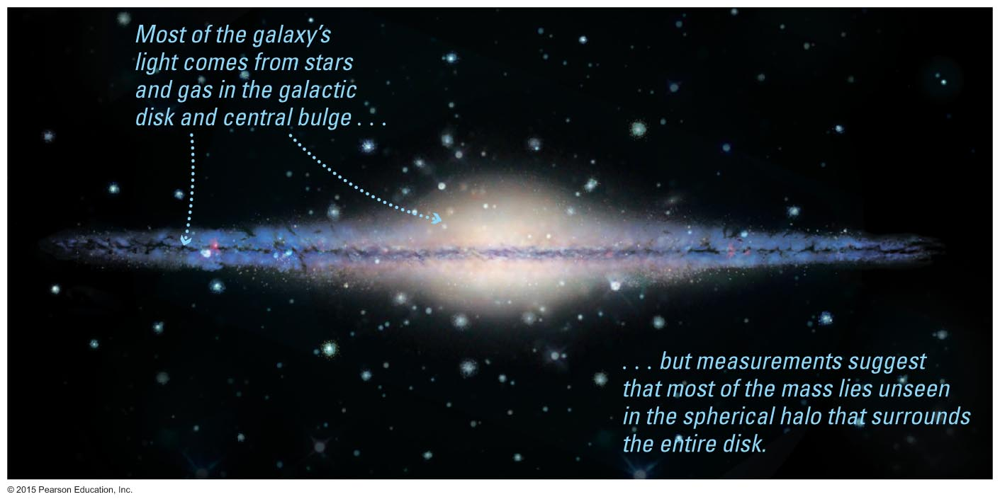 Most of the galaxy’s
light comes from stars
and gas in the galactic
disk and central bulge . . .
. . . but measurements suggest
that most of the mass lies unseen
in the spherical halo that surrounds
the entire disk.
© 2015 Pearson Education, Inc.